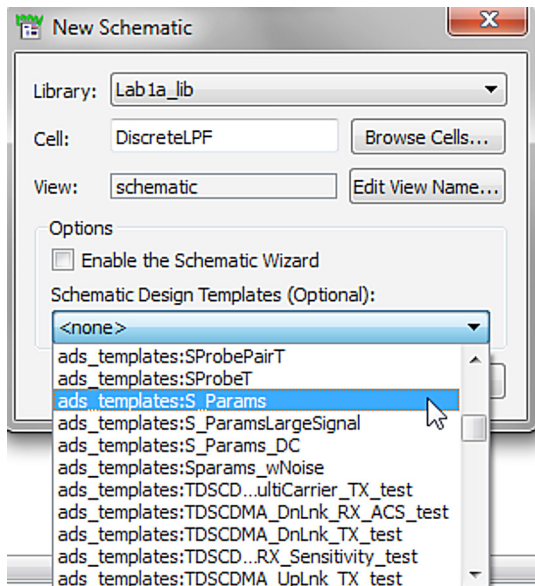 New Schematic
Library: Lab1a_lib
Cell: DiscreteLPF Browse Cells...
View: schematic Edit View Name...
Options
Enable the Schematic Wizard
Schematic Design Templates (Optional):
<none>
ads_templates:SProbePairT
ads_templates:SProbeT
ads_templates:S_Params
ads_templates:S_ParamsLargeSignal
ads_templates:S_Params_DC
ads_templates:Sparams_wNoise
ads_templates:TDSCD...ultiCarrier_TX_test
ads_templates:TDSCDMA_DnLnk_RX_ACS_test
ads_templates:TDSCDMA_DnLnk_TX_test
ads_templates:TDSCD...RX_Sensitivity_test
ads_templates:TDSCDMA_UpLnk_TX_test